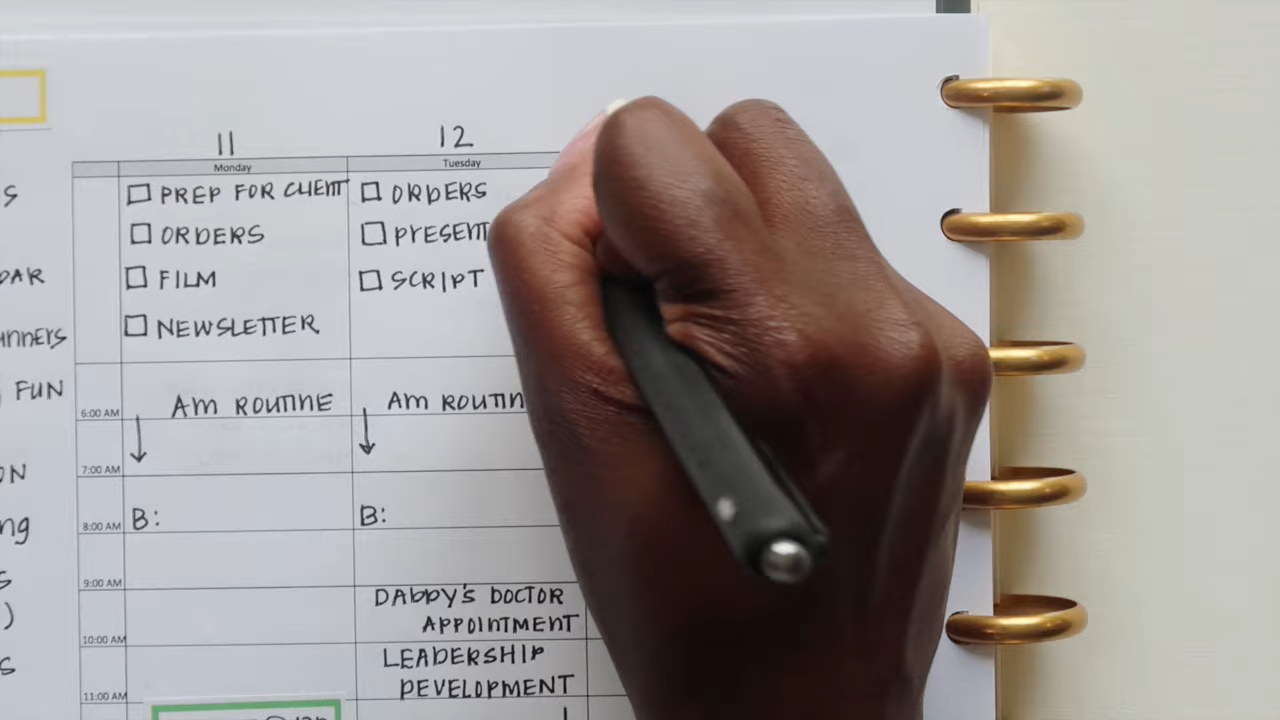 11
12
Monday
Tuesday
PREP FOR CLIENT
ORDERS
FILM
NEWSLETTER
ORDERS
PRESENT
SCRIPT
FUN
6:00 AM
AM ROUTINE
AM ROUTIN
7:00 AM
8:00 AM
B:
B:
9:00 AM
DADDY'S DOCTOR
APPOINTMENT
10:00 AM
LEADERSHIP
DEVELOPMENT
11:00 AM